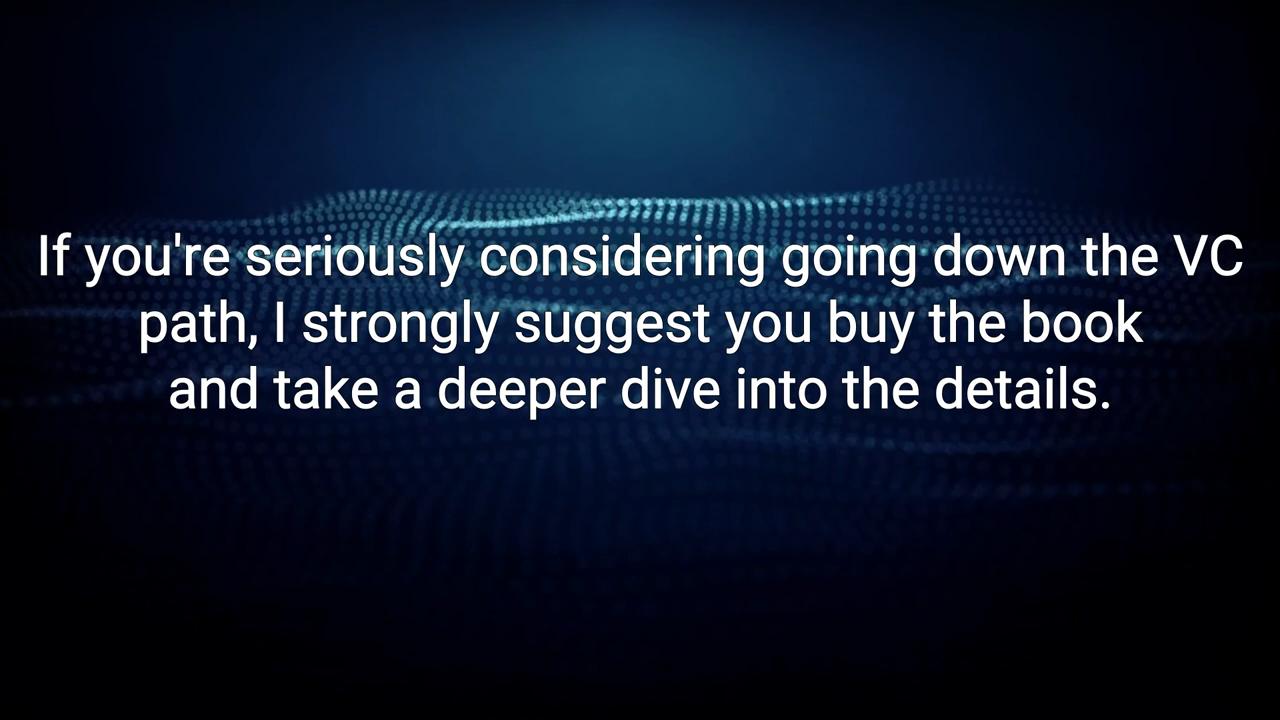 If you're seriously considering going down the VC
path, I strongly suggest you buy the book
and take a deeper dive into the details.